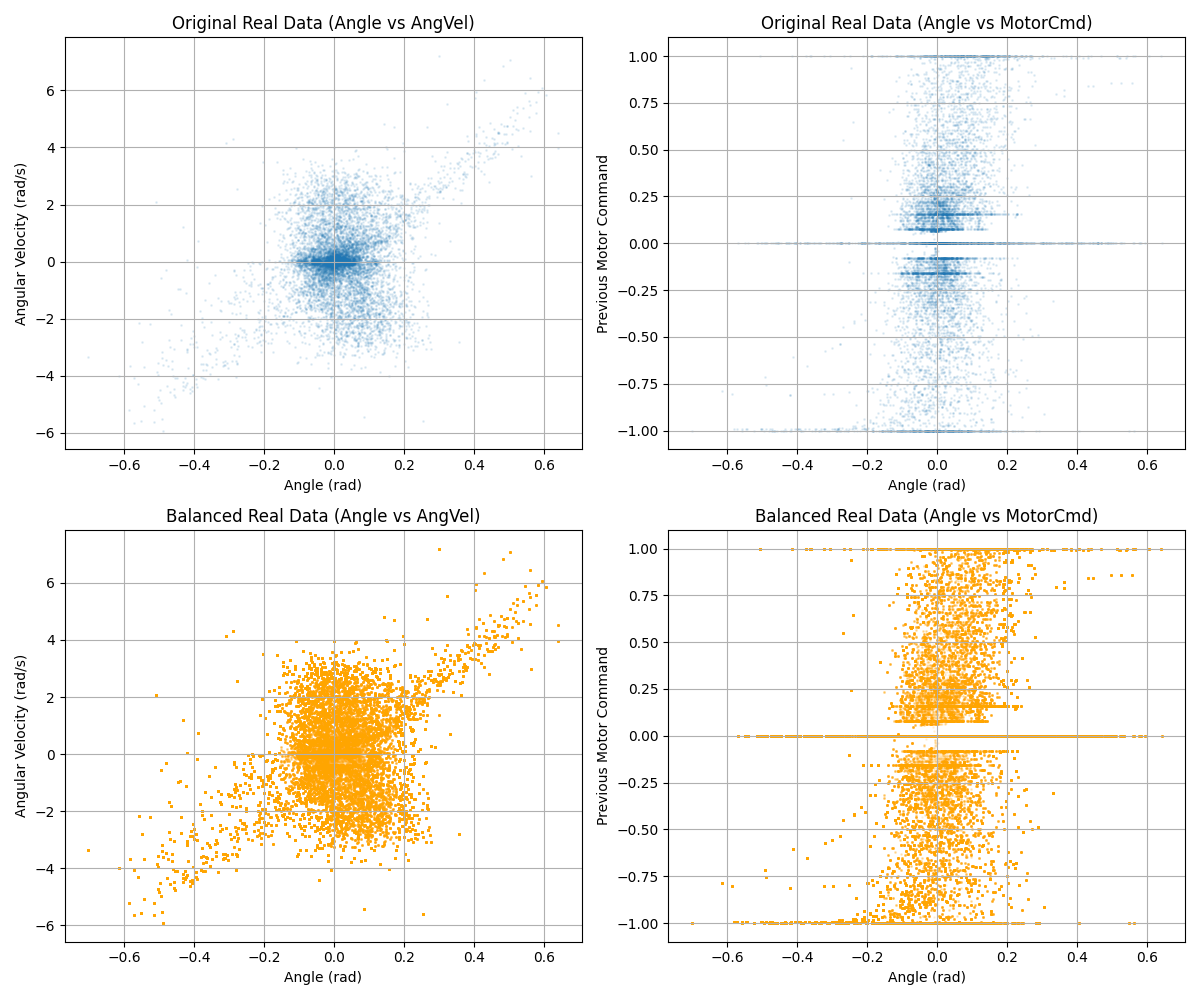 Original Real Data (Angle vs AngVel)
Angular Velocity (rad/s)
6
4
2
0
−2
−4
−6
−0.6 −0.4 −0.2 0.0 0.2 0.4 0.6
Angle (rad)
Original Real Data (Angle vs MotorCmd)
Previous Motor Command
1.00
0.75
0.50
0.25
0.00
−0.25
−0.50
−0.75
−1.00
−0.6 −0.4 −0.2 0.0 0.2 0.4 0.6
Angle (rad)
Balanced Real Data (Angle vs AngVel)
Angular Velocity (rad/s)
6
4
2
0
−2
−4
−6
−0.6 −0.4 −0.2 0.0 0.2 0.4 0.6
Angle (rad)
Balanced Real Data (Angle vs MotorCmd)
Previous Motor Command
1.00
0.75
0.50
0.25
0.00
−0.25
−0.50
−0.75
−1.00
−0.6 −0.4 −0.2 0.0 0.2 0.4 0.6
Angle (rad)